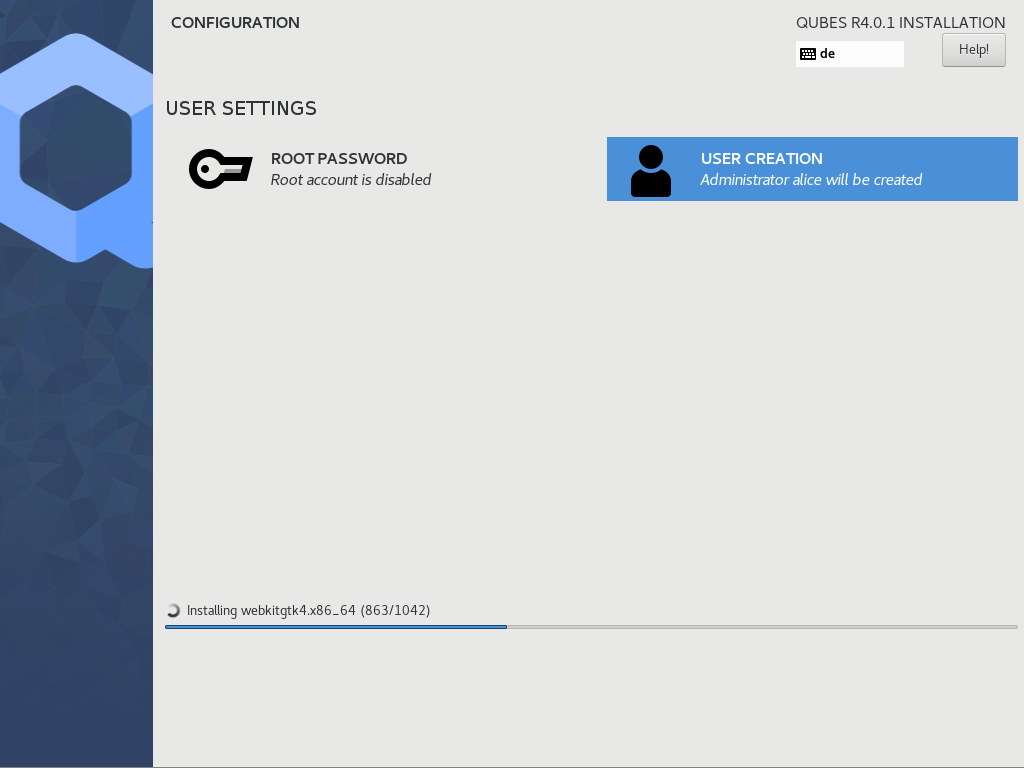 CONFIGURATION
QUBES R4.0.1 INSTALLATION
de
Help!
USER SETTINGS
ROOT PASSWORD
Root account is disabled
USER CREATION
Administrator alice will be created
Installing webkitgtk4.x86_64 (863/1042)